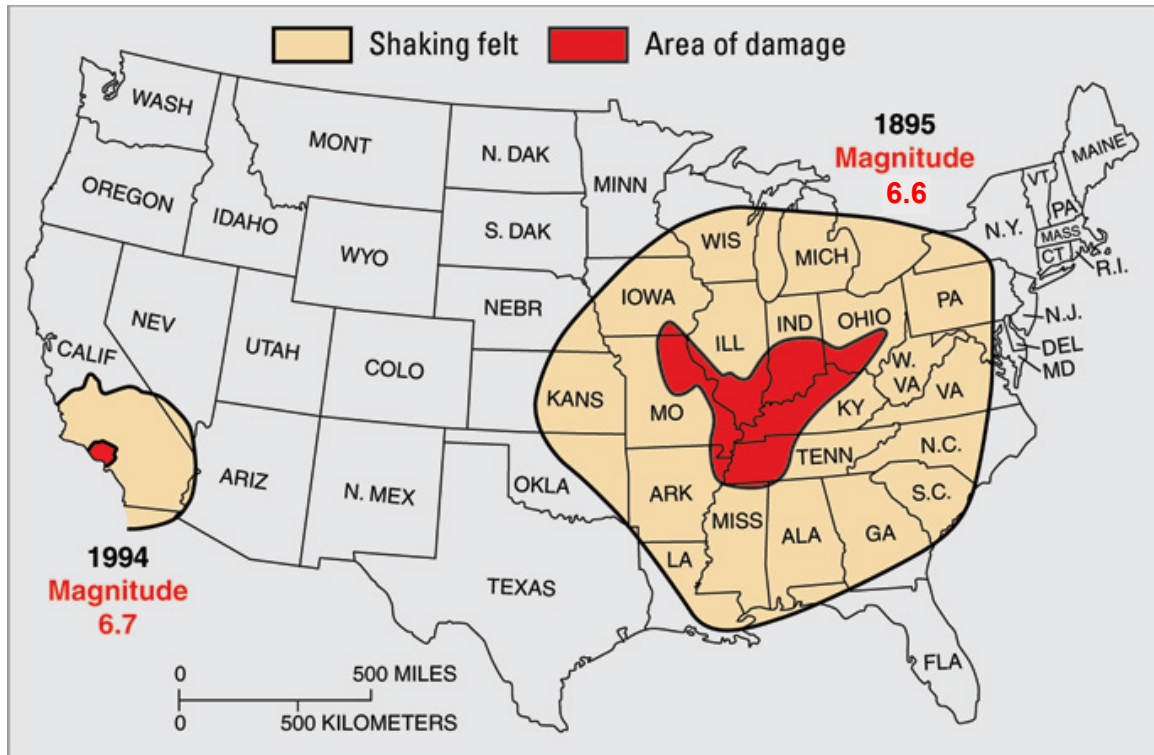 Shaking felt
Area of damage
WASH
MONT
N. DAK
MINN
1895
Magnitude
6.6
MAINE
VT
PA
OREGON
IDAHO
S. DAK
WIS
MICH
N.Y.
MASS
CT
R.I.
WYO
NEBR
IOWA
PA
N.J.
NEV
UTAH
COLO
ILL
IND
OHIO
DEL
MD
CALIF
KANS
MO
W.
VA
KY
VA
ARIZ
N. MEX
OKLA
ARK
TENN
N.C.
S.C.
MISS
ALA
GA
LA
1994
Magnitude
6.7
TEXAS
FLA
0 500 MILES
0 500 KILOMETERS